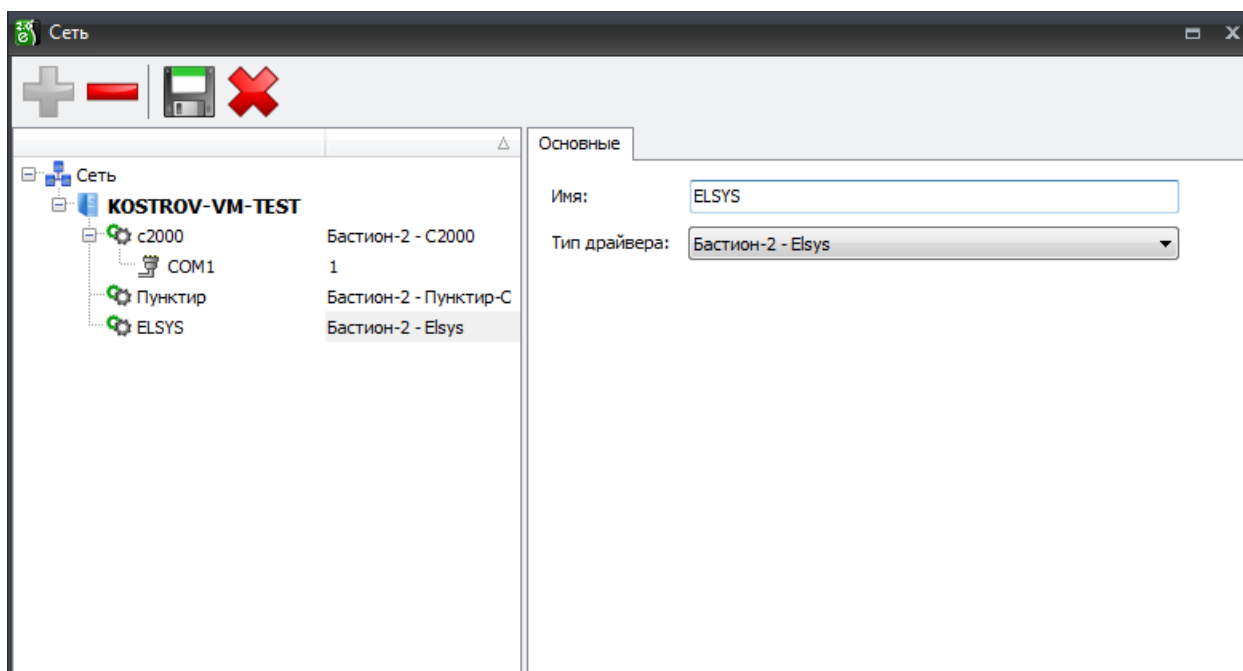 Сеть
Основные
Сеть
KOSTROV-VM-TEST
c2000 Бастион-2 - C2000
COM1 1
Пунктир Бастион-2 - Пунктир-С
ELSYS Бастион-2 - Elsys
Имя: ELSYS
Тип драйвера: Бастион-2 - Elsys